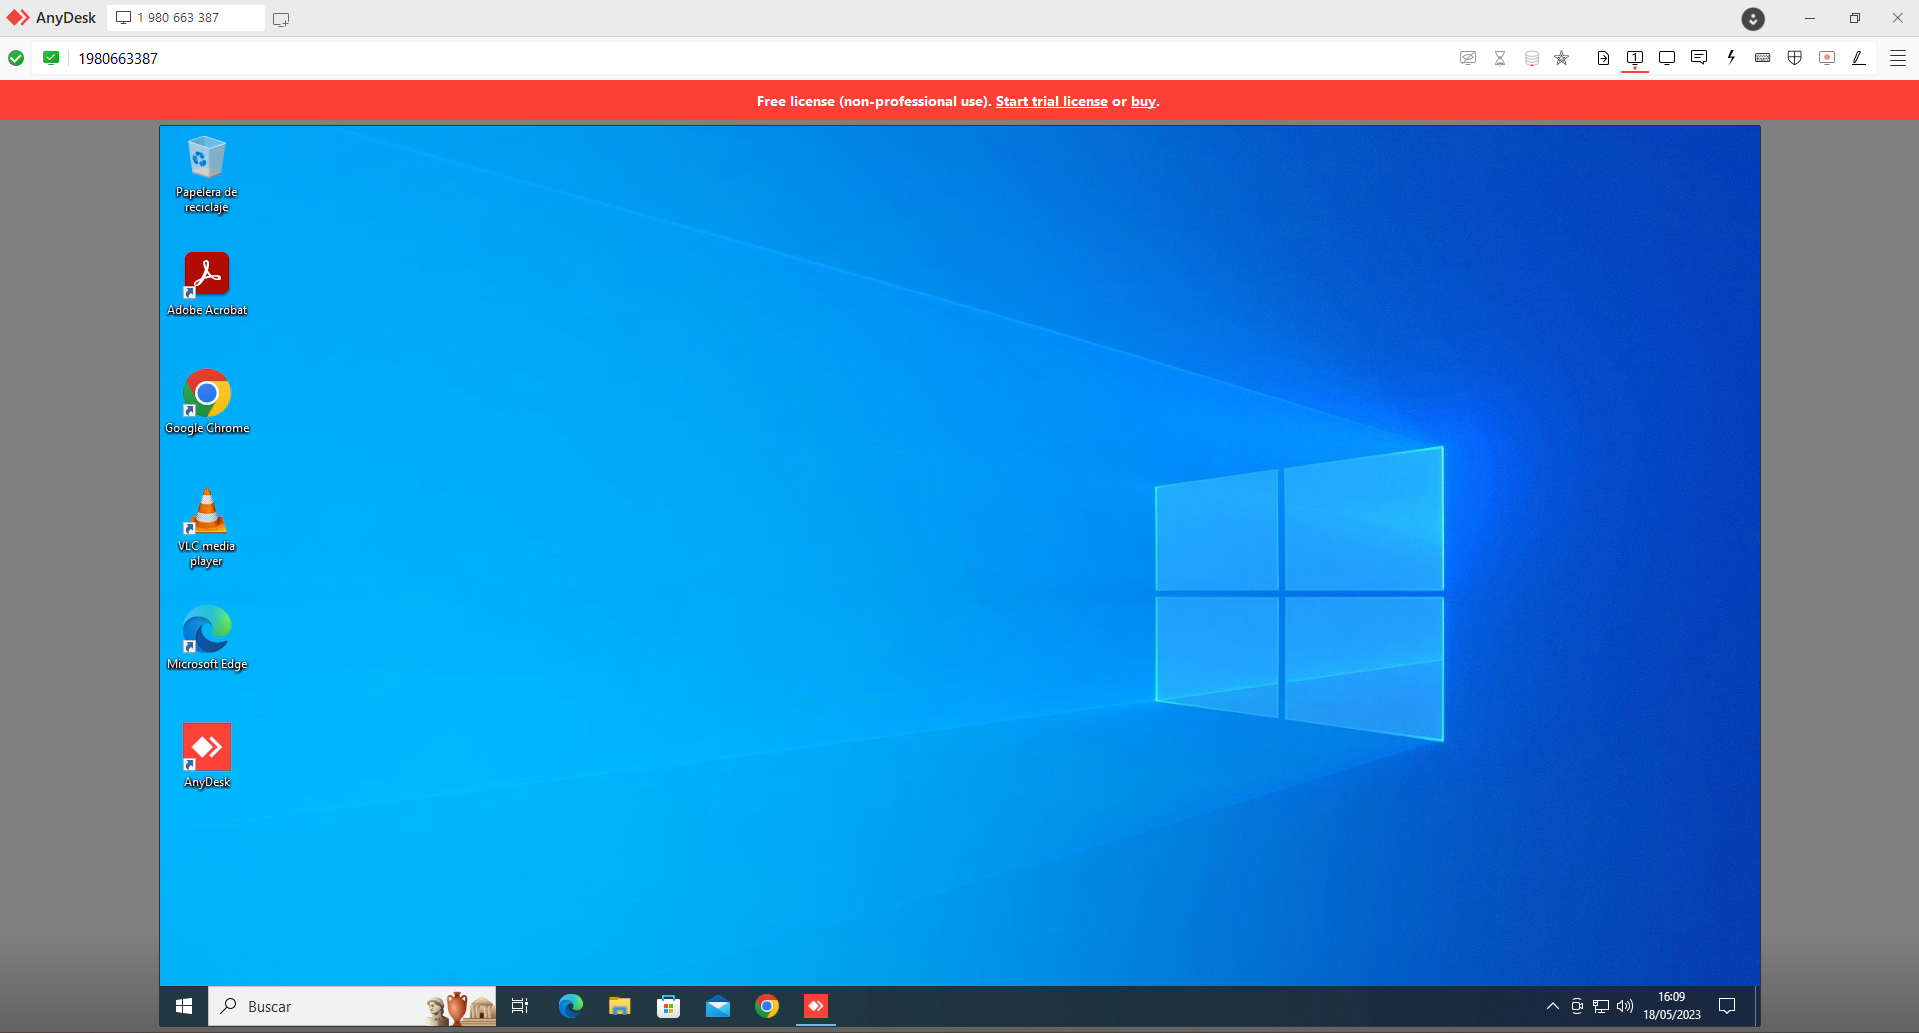 AnyDesk
1 980 663 387
1980663387
1
Free license (non-professional use). Start trial license or buy.
Papelera de
reciclaje
Adobe Acrobat
Google Chrome
VLC media
player
Microsoft Edge
AnyDesk
Buscar
16:09
18/05/2023